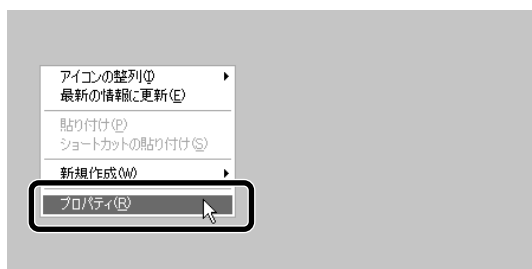 アイコンの整列(I)
最新の情報に更新(E)
貼り付け(P)
ショートカットの貼り付け(S)
新規作成(W)
プロパティ(R)